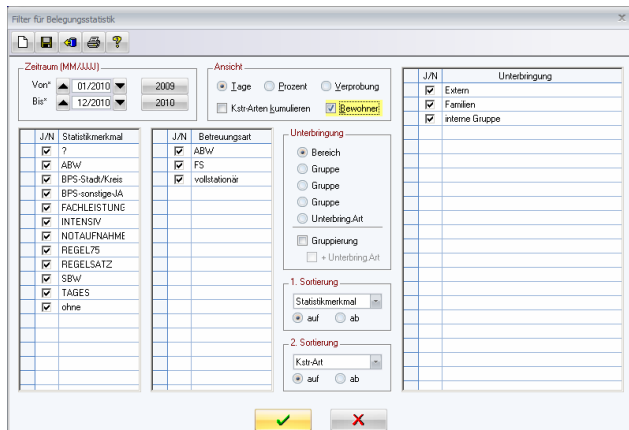 Filter für Belegungsstatistik
Zeitraum (MM/JJJJ)
Von* 01/2010 2009
Bis* 12/2010 2010
Ansicht
Tage Prozent Verprobung
Kstr-Arten kumulieren Bewohner
J/N Unterbringung
Extern
Familien
interne Gruppe
J/N Statistikmerkmal
?
ABW
BPS-Stadt/Kreis
BPS-sonstige-JA
FACHLEISTUNG
INTENSIV
NOTAUFNAHME
REGEL75
REGELSATZ
SBW
TAGES
ohne
J/N Betreuungsart
ABW
FS
vollstationär
Unterbringung
Bereich
Gruppe
Gruppe
Gruppe
Unterbring.Art
Gruppierung
+ Unterbring.Art
1. Sortierung
Statistikmerkmal
auf ab
2. Sortierung
Kstr-Art
auf ab